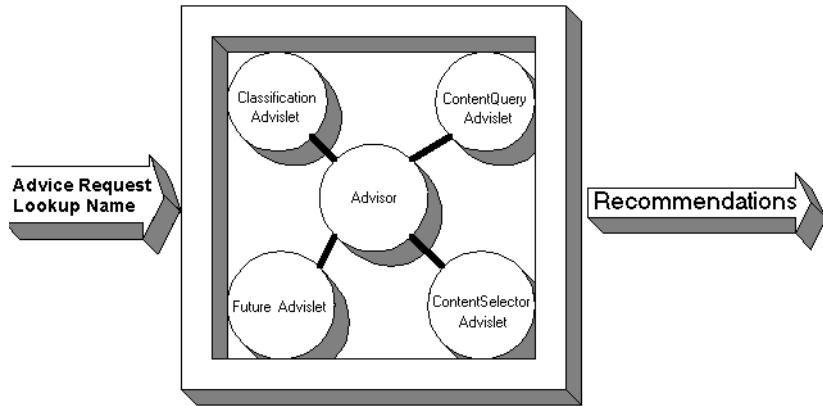 Advice Request
Lookup Name
Classification
Advislet
ContentQuery
Advislet
Advisor
Future Advislet
ContentSelector
Advislet
Recommendations